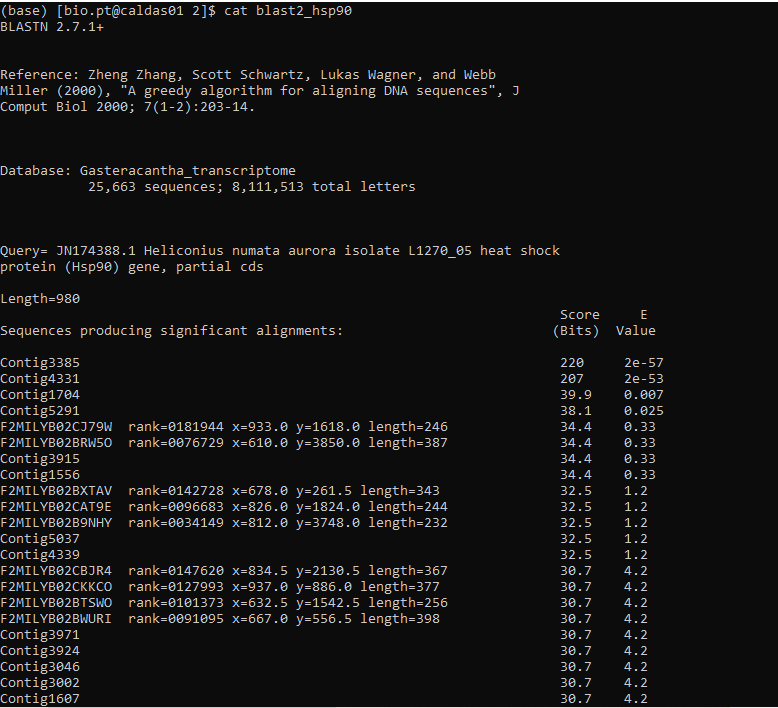 (base) [bio.pt@caldas01 2]$ cat blast2_hsp90
BLASTN 2.7.1+
Reference: Zheng Zhang, Scott Schwartz, Lukas Wagner, and Webb
Miller (2000), "A greedy algorithm for aligning DNA sequences", J
Comput Biol 2000; 7(1-2):203-14.
Database: Gasteracantha_transcriptome
25,663 sequences; 8,111,513 total letters
Query= JN174388.1 Heliconius numata aurora isolate L1270_05 heat shock
protein (Hsp90) gene, partial cds
Length=980
Score E
Sequences producing significant alignments: (Bits) Value
Contig3385 220 2e-57
Contig4331 207 2e-53
Contig1704 39.9 0.007
Contig5291 38.1 0.025
F2MILYB02CJ79W rank=0181944 x=933.0 y=1618.0 length=246 34.4 0.33
F2MILYB02BRW5O rank=0076729 x=610.0 y=3850.0 length=387 34.4 0.33
Contig3915 34.4 0.33
Contig1556 34.4 0.33
F2MILYB02BXTAV rank=0142728 x=678.0 y=261.5 length=343 32.5 1.2
F2MILYB02CAT9E rank=0096683 x=826.0 y=1824.0 length=244 32.5 1.2
F2MILYB02B9NHY rank=0034149 x=812.0 y=3748.0 length=232 32.5 1.2
Contig5037 32.5 1.2
Contig4339 32.5 1.2
F2MILYB02CBJR4 rank=0147620 x=834.5 y=2130.5 length=367 30.7 4.2
F2MILYB02CKKCO rank=0127993 x=937.0 y=886.0 length=377 30.7 4.2
F2MILYB02BTSWO rank=0101373 x=632.5 y=1542.5 length=256 30.7 4.2
F2MILYB02BWURI rank=0091095 x=667.0 y=556.5 length=398 30.7 4.2
Contig3971 30.7 4.2
Contig3924 30.7 4.2
Contig3046 30.7 4.2
Contig3002 30.7 4.2
Contig1607 30.7 4.2